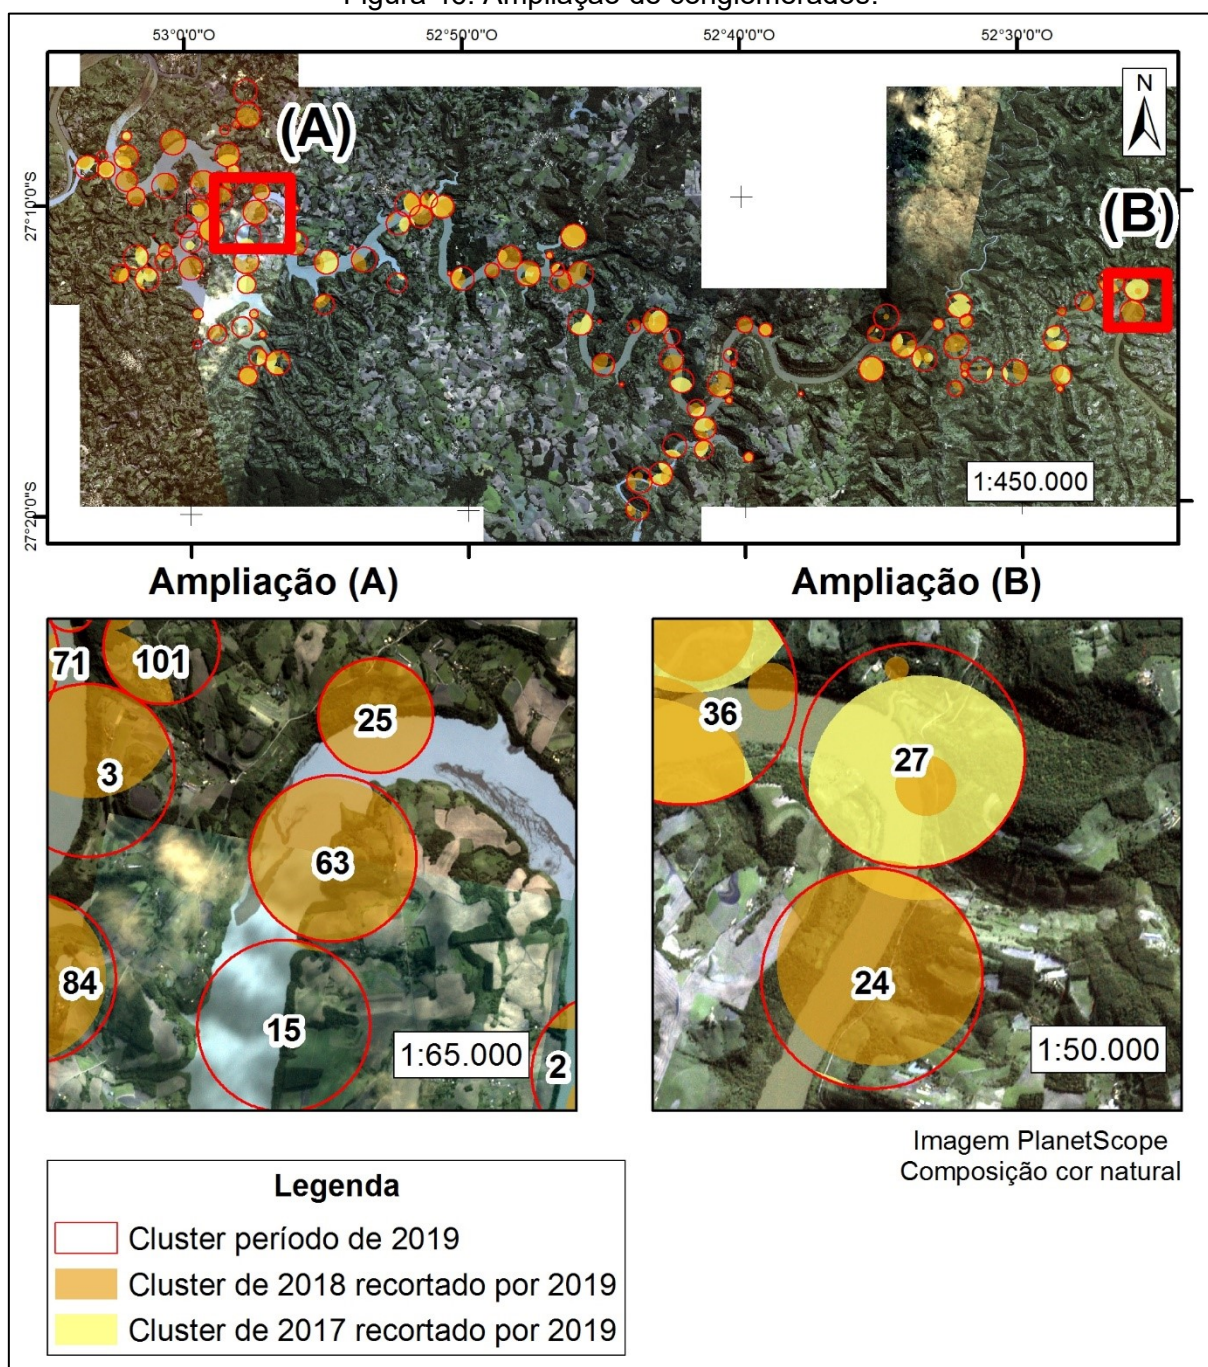 53°0'0"O 52°50'0"O 52°40'0"O 52°30'0"O
N
(A)
(B)
27°10'0"S
1:450.000
27°20'0"S
Ampliação (A) Ampliação (B)
71 101
25
3
63
84
15
2
1:65.000
36
27
24
1:50.000
Imagem PlanetScope
Composição cor natural
Legenda
Cluster período de 2019
Cluster de 2018 recortado por 2019
Cluster de 2017 recortado por 2019